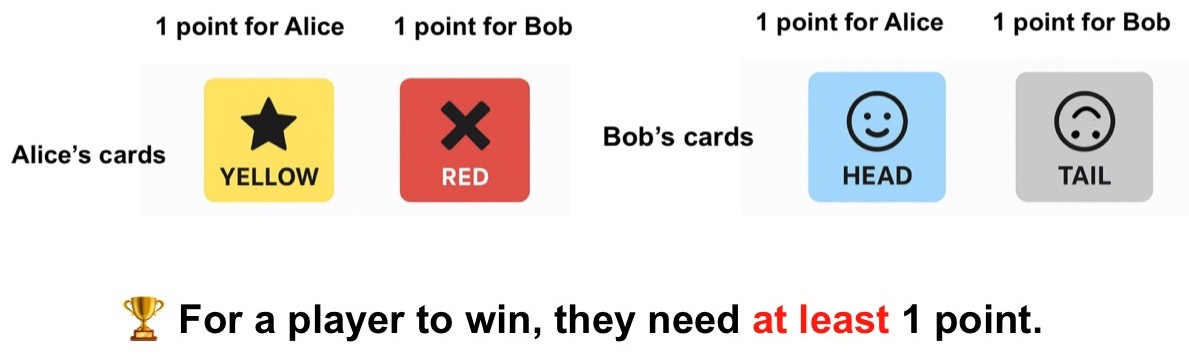 1 point for Alice 1 point for Bob
Alice's cards
YELLOW RED
1 point for Alice 1 point for Bob
Bob's cards
HEAD TAIL
For a player to win, they need at least 1 point.